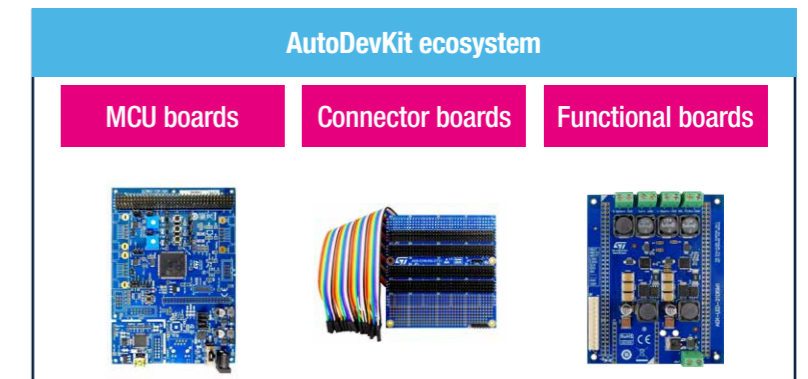 AutoDevKit ecosystem
MCU boards
Connector boards
Functional boards